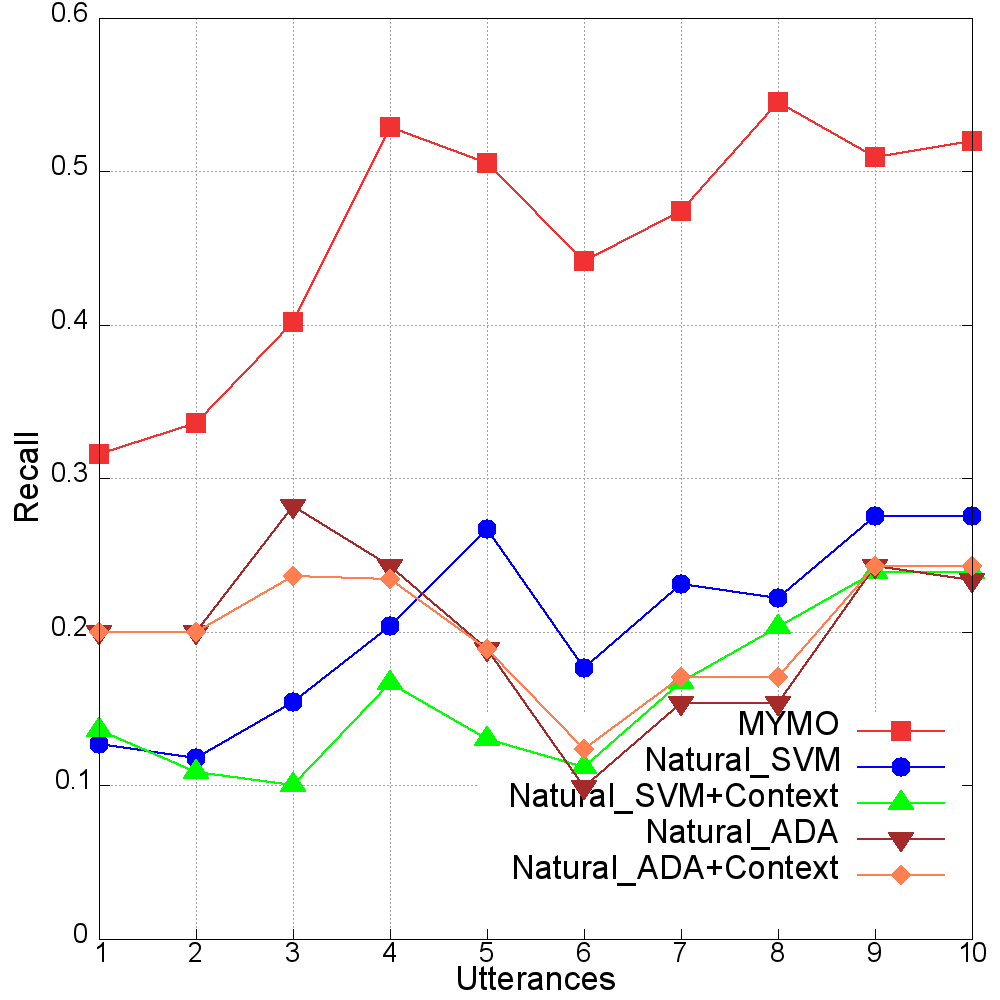 0.6
0.5
0.4
0.3
0.2
0.1
0
Recall
MYMO
Natural_SVM
Natural_SVM+Context
Natural_ADA
Natural_ADA+Context
1 2 3 4 5 6 7 8 9 10
Utterances